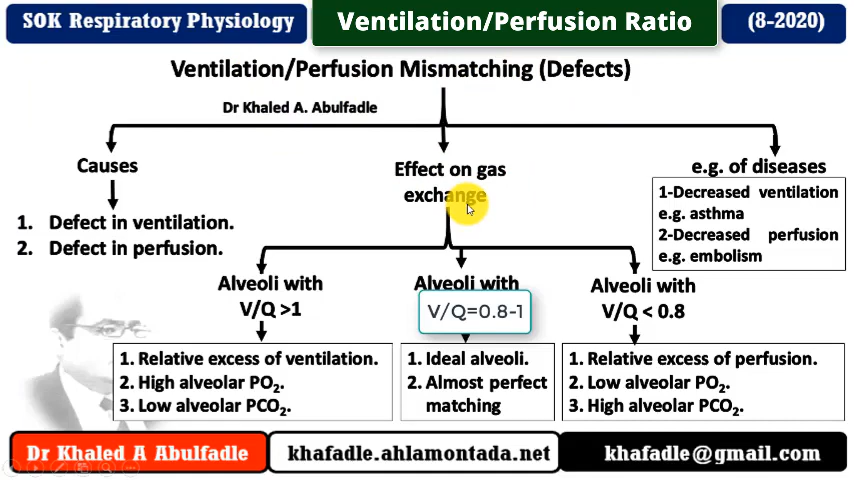 SOK Respiratory Physiology
Ventilation/Perfusion Ratio
(8-2020)
Ventilation/Perfusion Mismatching (Defects)
Dr Khaled A. Abulfadle
Causes
1. Defect in ventilation.
2. Defect in perfusion.
Effect on gas
exchange
e.g. of diseases
1-Decreased ventilation
e.g. asthma
2-Decreased perfusion
e.g. embolism
Alveoli with
V/Q >1
1. Relative excess of ventilation.
2. High alveolar PO₂.
3. Low alveolar PCO₂.
Alveoli with
V/Q=0.8-1
1. Ideal alveoli.
2. Almost perfect
matching
Alveoli with
V/Q < 0.8
1. Relative excess of perfusion.
2. Low alveolar PO₂.
3. High alveolar PCO₂.
Dr Khaled A Abulfadle
khafadle.ahlamontada.net
khafadle@gmail.com